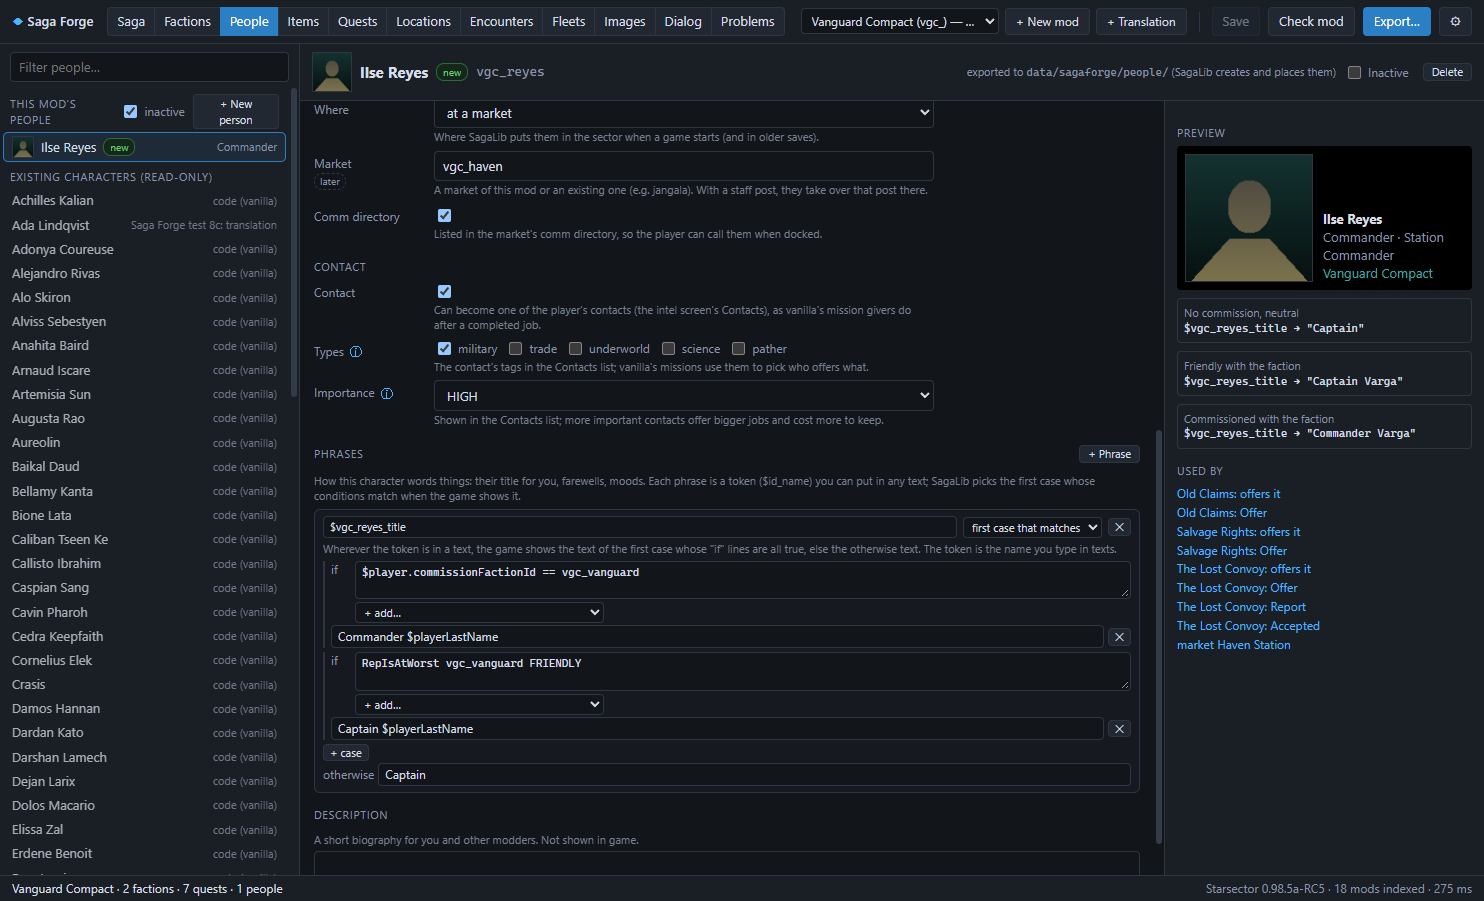 Saga Forge
Saga
Factions
People
Items
Quests
Locations
Encounters
Fleets
Images
Dialog
Problems
Vanguard Compact (vgc_) — ...
+ New mod
+ Translation
Save
Check mod
Export...
Filter people...
THIS MOD'S PEOPLE
inactive
+ New person
Ilse Reyes new Commander
EXISTING CHARACTERS (READ-ONLY)
Achilles Kalian code (vanilla)
Ada Lindqvist Saga Forge test 8c: translation
Adonya Coureuse code (vanilla)
Alejandro Rivas code (vanilla)
Alo Skiron code (vanilla)
Alviss Sebestyen code (vanilla)
Anahita Baird code (vanilla)
Arnaud Iscare code (vanilla)
Artemisia Sun code (vanilla)
Augusta Rao code (vanilla)
Aureolin code (vanilla)
Baikal Daud code (vanilla)
Bellamy Kanta code (vanilla)
Bione Lata code (vanilla)
Caliban Tseen Ke code (vanilla)
Callisto Ibrahim code (vanilla)
Caspian Sang code (vanilla)
Cavin Pharoh code (vanilla)
Cedra Keepfaith code (vanilla)
Cornelius Elek code (vanilla)
Crasis code (vanilla)
Damos Hannan code (vanilla)
Dardan Kato code (vanilla)
Darshan Lamech code (vanilla)
Dejan Larix code (vanilla)
Dolos Macario code (vanilla)
Elissa Zal code (vanilla)
Erdene Benoit code (vanilla)
Ilse Reyes new vgc_reyes
exported to data/sagaforge/people/ (SagaLib creates and places them)
Inactive
Delete
Where
at a market
Where SagaLib puts them in the sector when a game starts (and in older saves).
Market
later
vgc_haven
A market of this mod or an existing one (e.g. jangala). With a staff post, they take over that post there.
Comm directory
Listed in the market's comm directory, so the player can call them when docked.
CONTACT
Contact
Can become one of the player's contacts (the intel screen's Contacts), as vanilla's mission givers do
after a completed job.
Types
military
trade
underworld
science
pather
The contact's tags in the Contacts list; vanilla's missions use them to pick who offers what.
Importance
HIGH
Shown in the Contacts list; more important contacts offer bigger jobs and cost more to keep.
PHRASES
+ Phrase
How this character words things: their title for you, farewells, moods. Each phrase is a token ($id_name) you can put in any text; SagaLib picks the first case whose
conditions match when the game shows it.
$vgc_reyes_title
first case that matches
Wherever the token is in a text, the game shows the text of the first case whose "if" lines are all true, else the otherwise text. The token is the name you type in texts.
if
$player.commissionFactionId == vgc_vanguard
+ add...
Commander $playerLastName
if
RepIsAtWorst vgc_vanguard FRIENDLY
+ add...
Captain $playerLastName
+ case
otherwise
Captain
DESCRIPTION
A short biography for you and other modders. Not shown in game.
PREVIEW
Ilse Reyes
Commander · Station
Commander
Vanguard Compact
No commission, neutral
$vgc_reyes_title → "Captain"
Friendly with the faction
$vgc_reyes_title → "Captain Varga"
Commissioned with the faction
$vgc_reyes_title → "Commander Varga"
USED BY
Old Claims: offers it
Old Claims: Offer
Salvage Rights: offers it
Salvage Rights: Offer
The Lost Convoy: offers it
The Lost Convoy: Offer
The Lost Convoy: Report
The Lost Convoy: Accepted
market Haven Station
Vanguard Compact · 2 factions · 7 quests · 1 people
Starsector 0.98.5a-RC5 · 18 mods indexed · 275 ms